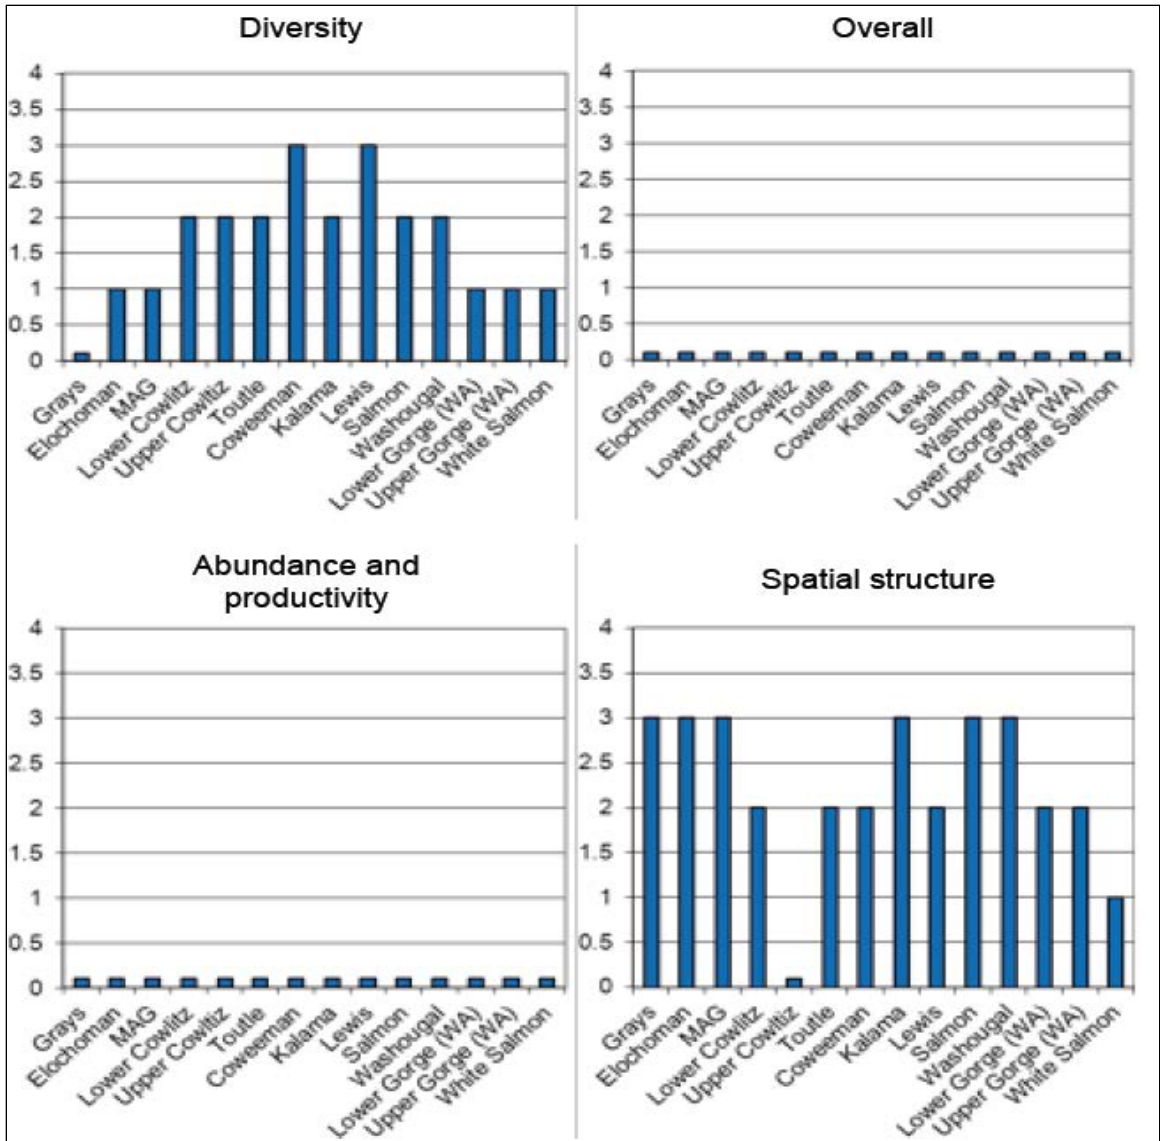 Diversity
4
3.5
3
2.5
2
1.5
1
0.5
0
Grays
Elochoman
MAG
Lower Cowlitz
Upper Cowltiz
Toutle
Coweeman
Kalama
Lewis
Salmon
Washougal
Lower Gorge (WA)
Upper Gorge (WA)
White Salmon
Overall
4
3.5
3
2.5
2
1.5
1
0.5
0
Grays
Elochoman
MAG
Lower Cowlitz
Upper Cowltiz
Toutle
Coweeman
Kalama
Lewis
Salmon
Washougal
Lower Gorge (WA)
Upper Gorge (WA)
White Salmon
Abundance and
productivity
4
3.5
3
2.5
2
1.5
1
0.5
0
Grays
Elochoman
MAG
Lower Cowlitz
Upper Cowltiz
Toutle
Coweeman
Kalama
Lewis
Salmon
Washougal
Lower Gorge (WA)
Upper Gorge (WA)
White Salmon
Spatial structure
4
3.5
3
2.5
2
1.5
1
0.5
0
Grays
Elochoman
MAG
Lower Cowlitz
Upper Cowltiz
Toutle
Coweeman
Kalama
Lewis
Salmon
Washougal
Lower Gorge (WA)
Upper Gorge (WA)
White Salmon